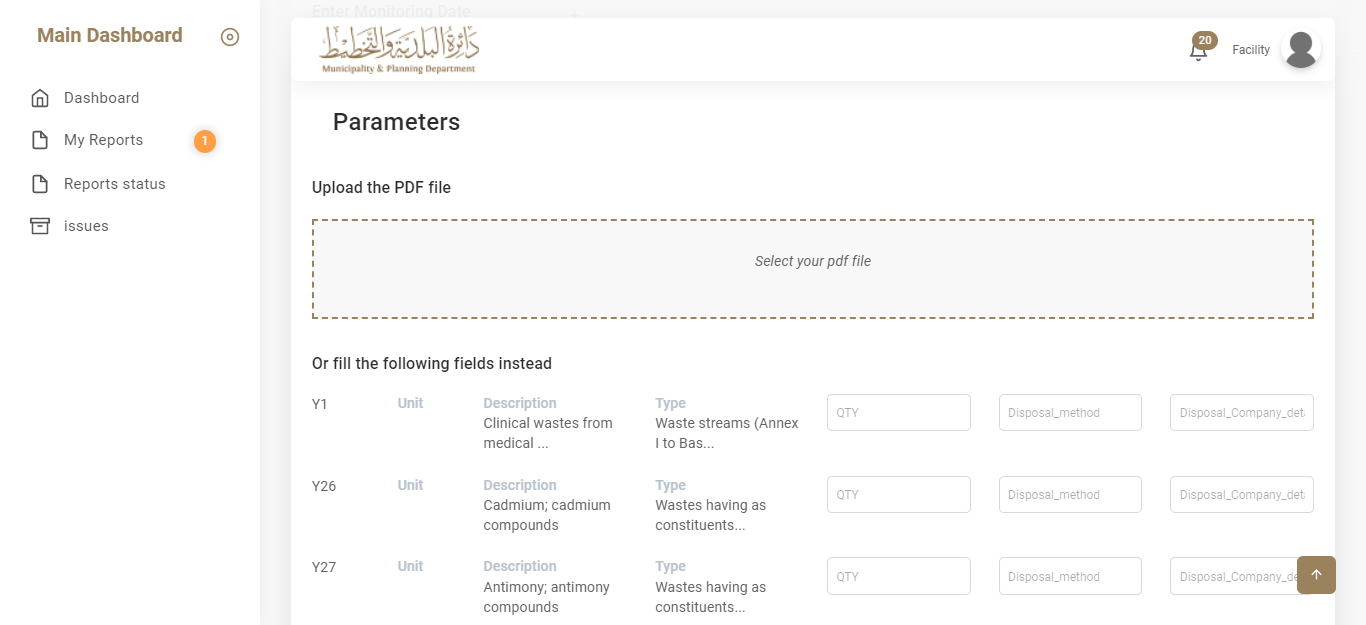 Main Dashboard
Dashboard
My Reports
1
Reports status
issues
Enter Monitoring Date
دائرة البلدية والتخطيط
Municipality & Planning Department
20
Facility
Parameters
Upload the PDF file
Select your pdf file
Or fill the following fields instead
Y1
Unit
Description
Clinical wastes from
medical ...
Type
Waste streams (Annex
I to Bas...
QTY
Disposal_method
Disposal_Company_deta
Y26
Unit
Description
Cadmium; cadmium
compounds
Type
Wastes having as
constituents...
QTY
Disposal_method
Disposal_Company_deta
Y27
Unit
Description
Antimony; antimony
compounds
Type
Wastes having as
constituents...
QTY
Disposal_method
Disposal_Company_de